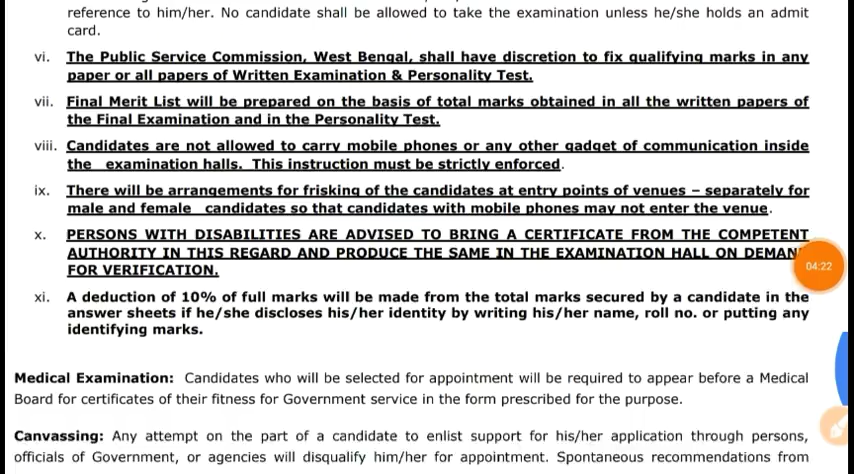 reference to him/her. No candidate shall be allowed to take the examination unless he/she holds an admit
card.
vi. The Public Service Commission, West Bengal, shall have discretion to fix qualifying marks in any
paper or all papers of Written Examination & Personality Test.
vii. Final Merit List will be prepared on the basis of total marks obtained in all the written papers of
the Final Examination and in the Personality Test.
viii. Candidates are not allowed to carry mobile phones or any other gadget of communication inside
the examination halls. This instruction must be strictly enforced.
ix. There will be arrangements for frisking of the candidates at entry points of venues – separately for
male and female candidates so that candidates with mobile phones may not enter the venue.
x. PERSONS WITH DISABILITIES ARE ADVISED TO BRING A CERTIFICATE FROM THE COMPETENT
AUTHORITY IN THIS REGARD AND PRODUCE THE SAME IN THE EXAMINATION HALL ON DEMAN
04:22
FOR VERIFICATION.
xi. A deduction of 10% of full marks will be made from the total marks secured by a candidate in the
answer sheets if he/she discloses his/her identity by writing his/her name, roll no. or putting any
identifying marks.
Medical Examination: Candidates who will be selected for appointment will be required to appear before a Medical
Board for certificates of their fitness for Government service in the form prescribed for the purpose.
Canvassing: Any attempt on the part of a candidate to enlist support for his/her application through persons,
officials of Government, or agencies will disqualify him/her for appointment. Spontaneous recommendations from